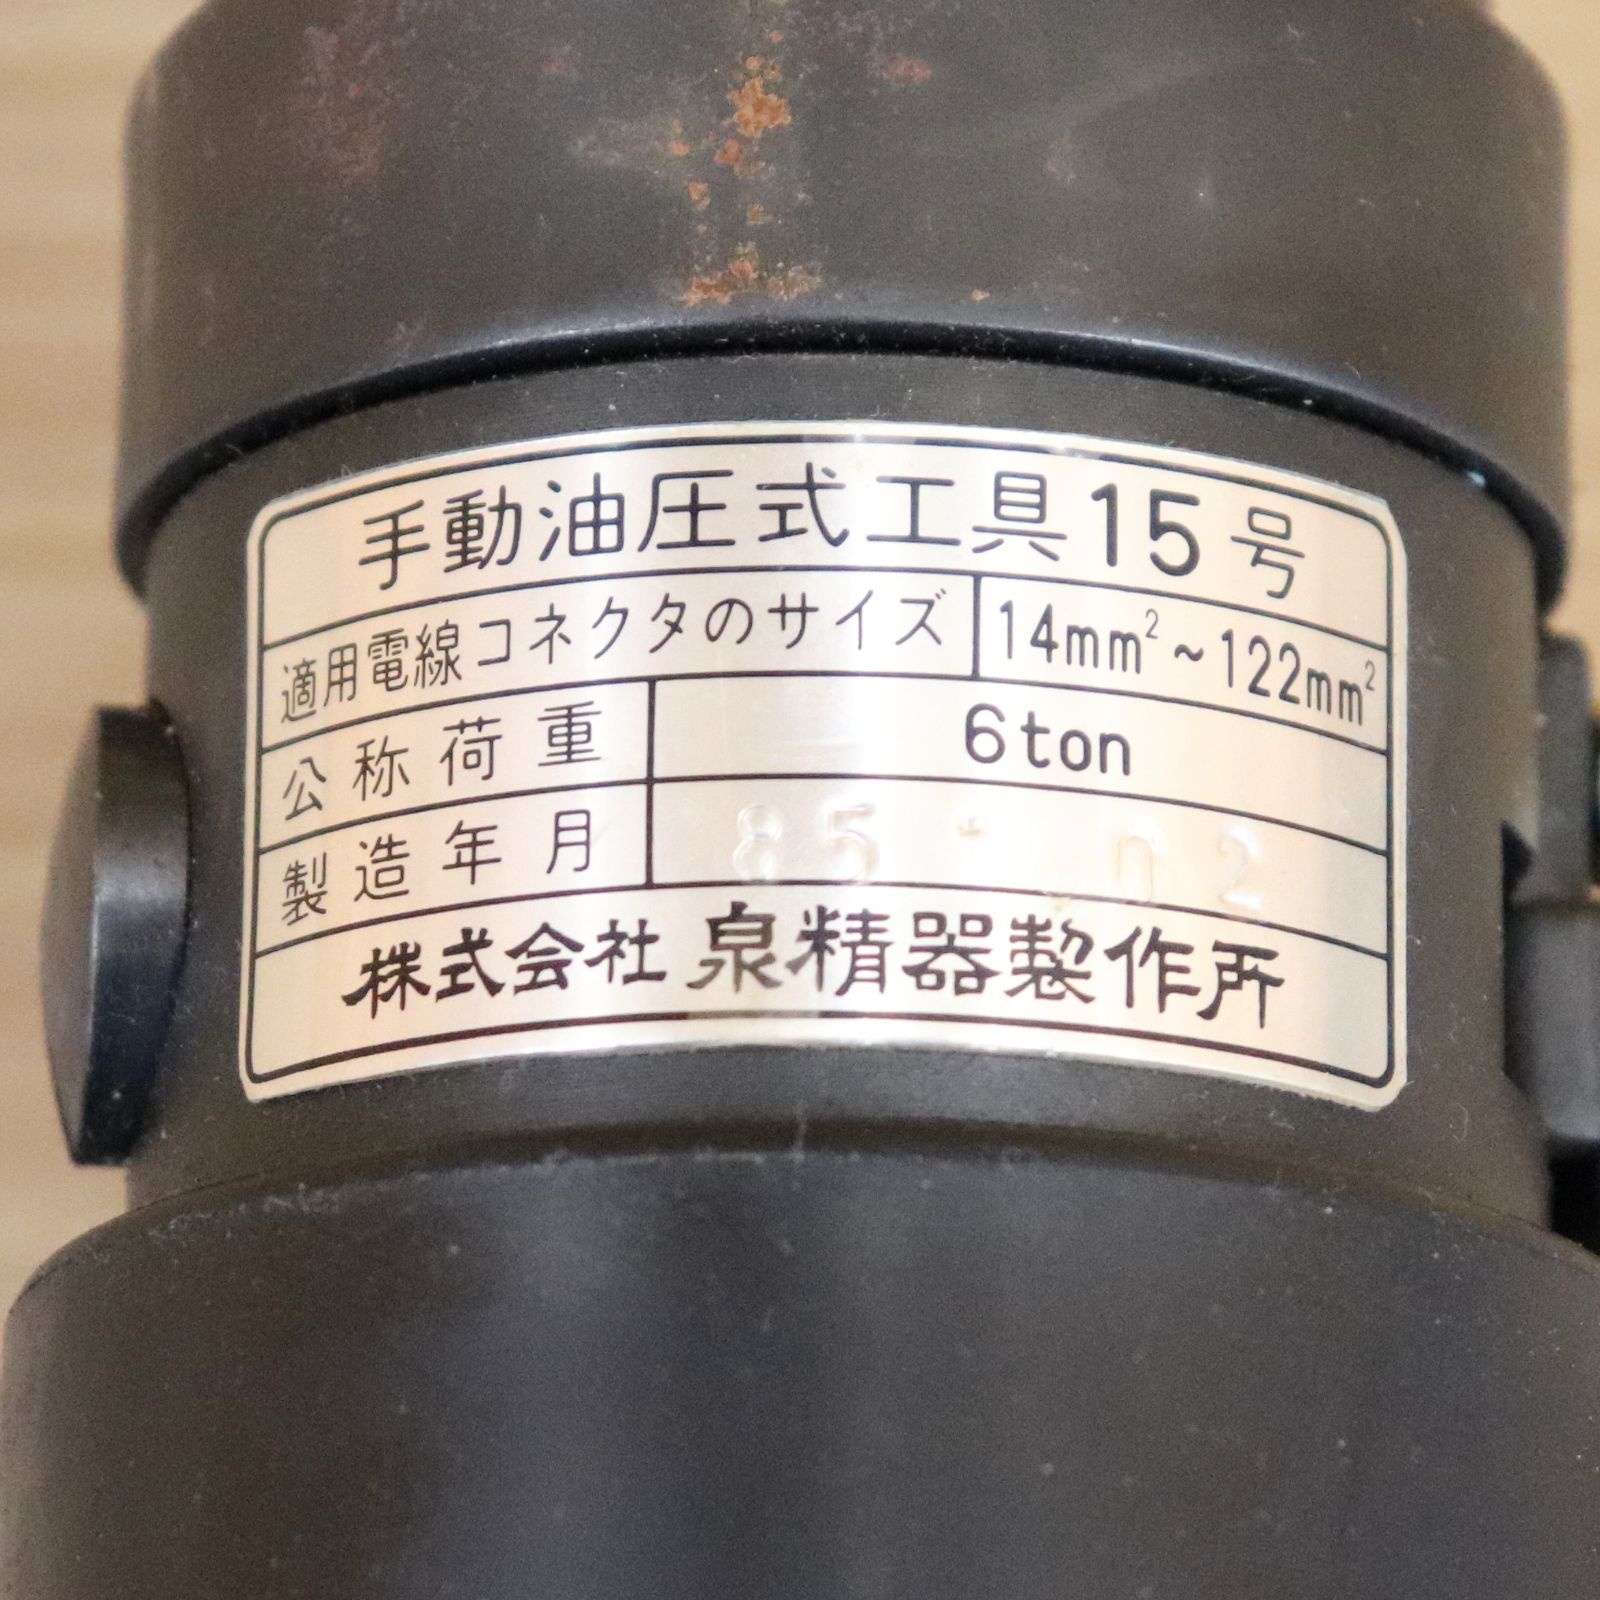 手動油圧式工具15号
適用電線コネクタのサイズ 14mm²~122mm²
公称荷重 6ton
製造年月 85・02
株式会社 泉精器製作所